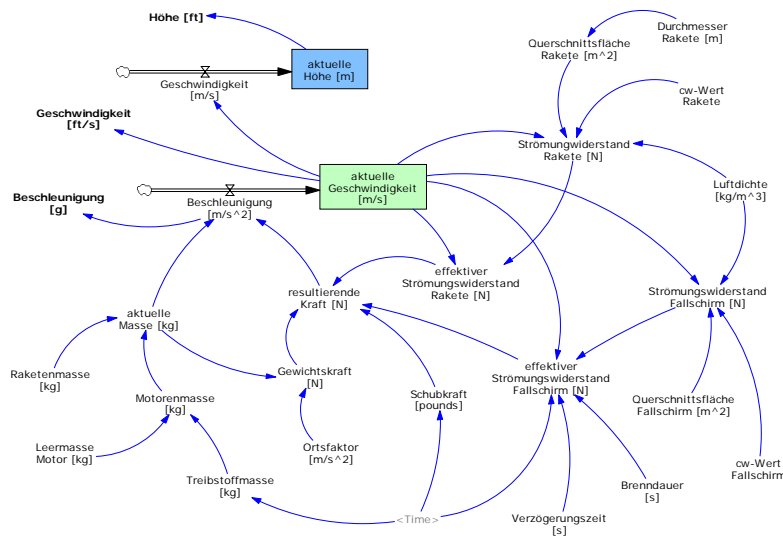 Höhe [ft]
Durchmesser
Rakete [m]
Querschnittsfläche
Rakete [m^2]
aktuelle
Höhe [m]
Geschwindigkeit
[m/s]
cw-Wert
Rakete
Geschwindigkeit
[ft/s]
Strömungwiderstand
Rakete [N]
aktuelle
Geschwindigkeit
[m/s]
Luftdichte
[kg/m^3]
Beschleunigung
[g]
Beschleunigung
[m/s^2]
effektiver
Strömungswiderstand
Rakete [N]
resultierende
Kraft [N]
Strömungswiderstand
Fallschirm [N]
aktuelle
Masse [kg]
Raketenmasse
[kg]
Gewichtskraft
[N]
effektiver
Strömungswiderstand
Fallschirm [N]
Motorenmasse
[kg]
Schubkraft
[pounds]
Querschnittsfläche
Fallschirm [m^2]
Leermasse
Motor [kg]
Ortsfaktor
[m/s^2]
cw-Wert
Fallschirm
Treibstoffmasse
[kg]
Brenndauer
[s]
<Time>
Verzögerungszeit
[s]